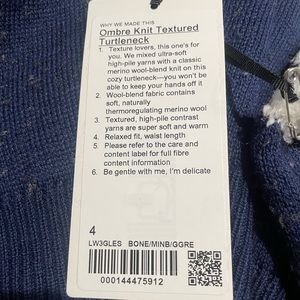 WHY WE MADE THIS
Ombre Knit Textured
Turtleneck
1. Texture lovers, this one's for
you. We mixed ultra-soft
high-pile yarns with a classic
merino wool-blend knit on this
cozy turtleneck—you won't be
able to keep your hands off it
2. Wool-blend fabric contains
soft, naturally
thermoregulating merino wool
3. Textured, high-pile contrast
yarns are super soft and warm
4. Relaxed fit, waist length
5. Please refer to the care and
content label for full fibre
content information
6. Be gentle with me, I'm delicate
4
LW3GLES BONE/MINB/GGRE
000144475912